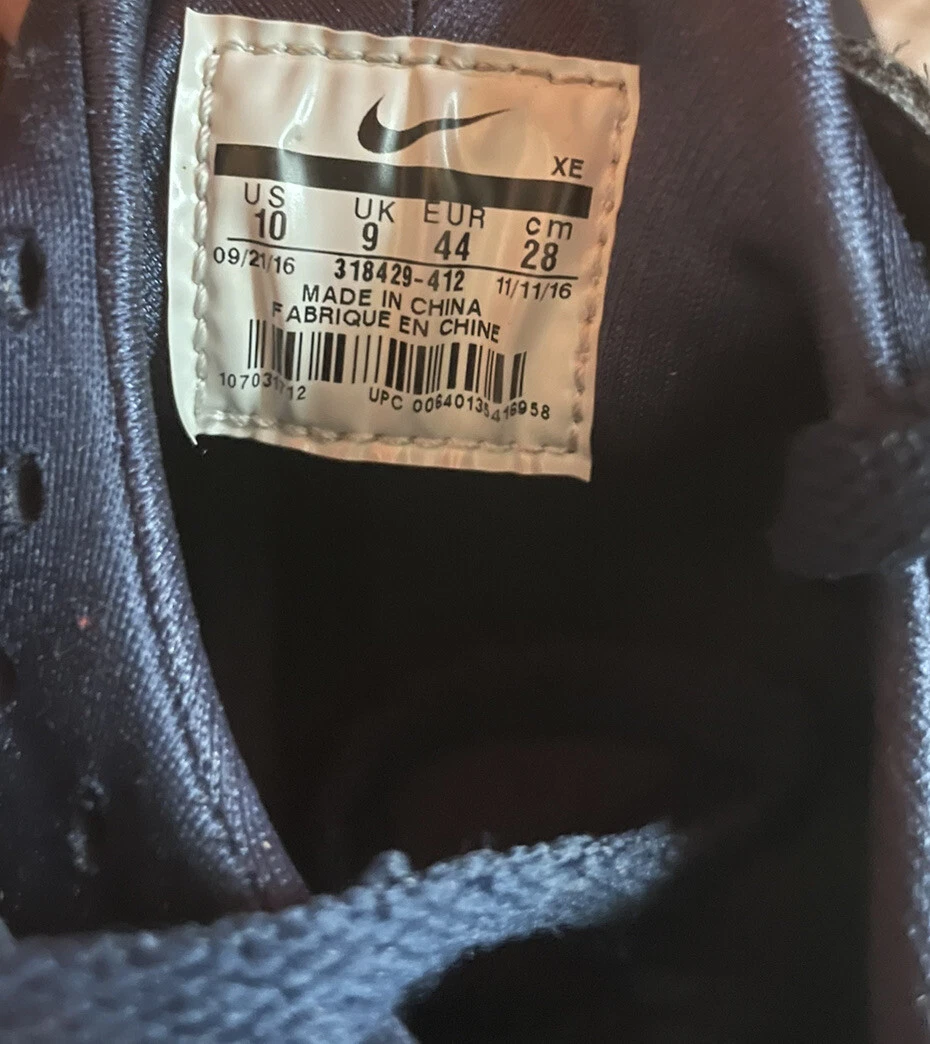 XE
US UK EUR cm
10 9 44 28
09/21/16 318429-412 11/11/16
MADE IN CHINA
FABRIQUE EN CHINE
UPC